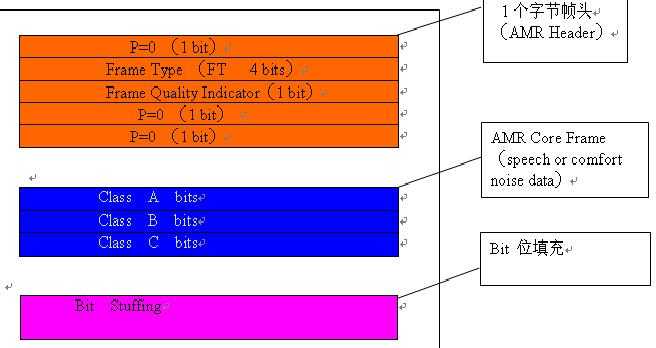 P=0 （1 bit）
Frame Type （FT 4 bits）
Frame Quality Indicator（1 bit）
P=0 （1 bit）
P=0 （1 bit）
1 个字节帧头
（AMR Header）
Class A bits
Class B bits
Class C bits
AMR Core Frame
（speech or comfort
noise data）
Bit Stuffing
Bit 位填充